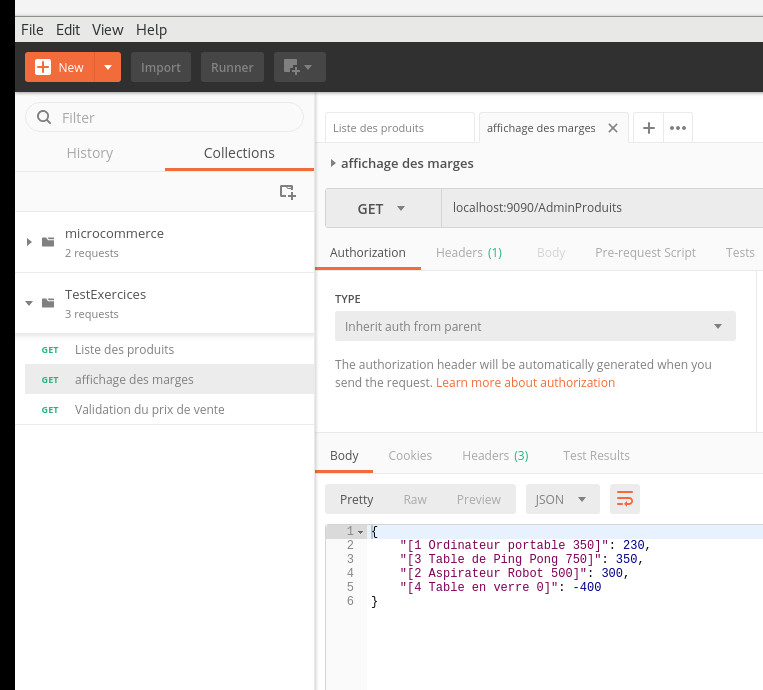 File Edit View Help
New Import Runner
Filter
History Collections
microcommerce
2 requests
TestExercices
3 requests
GET Liste des produits
GET affichage des marges
GET Validation du prix de vente
Liste des produits affichage des marges
affichage des marges
GET localhost:9090/AdminProduits
Authorization Headers (1) Body Pre-request Script Tests
TYPE
Inherit auth from parent
The authorization header will be automatically generated when you
send the request. Learn more about authorization
Body Cookies Headers (3) Test Results
Pretty Raw Preview JSON
1 {
2 "[1 Ordinateur portable 350]": 230,
3 "[3 Table de Ping Pong 750]": 350,
4 "[2 Aspirateur Robot 500]": 300,
5 "[4 Table en verre 0]": -400
6 }